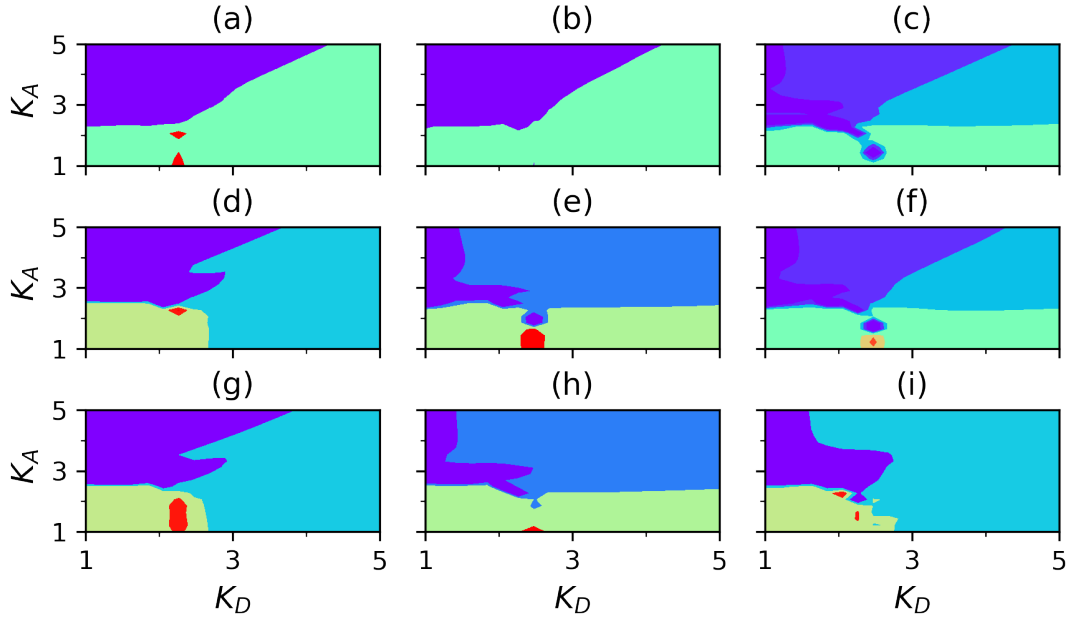 (a) (b) (c)
K_A 5 3 1
(d) (e) (f)
K_A 5 3 1
(g) (h) (i)
K_A 5 3 1
1 3 5 1 3 5 1 3 5
K_D K_D K_D